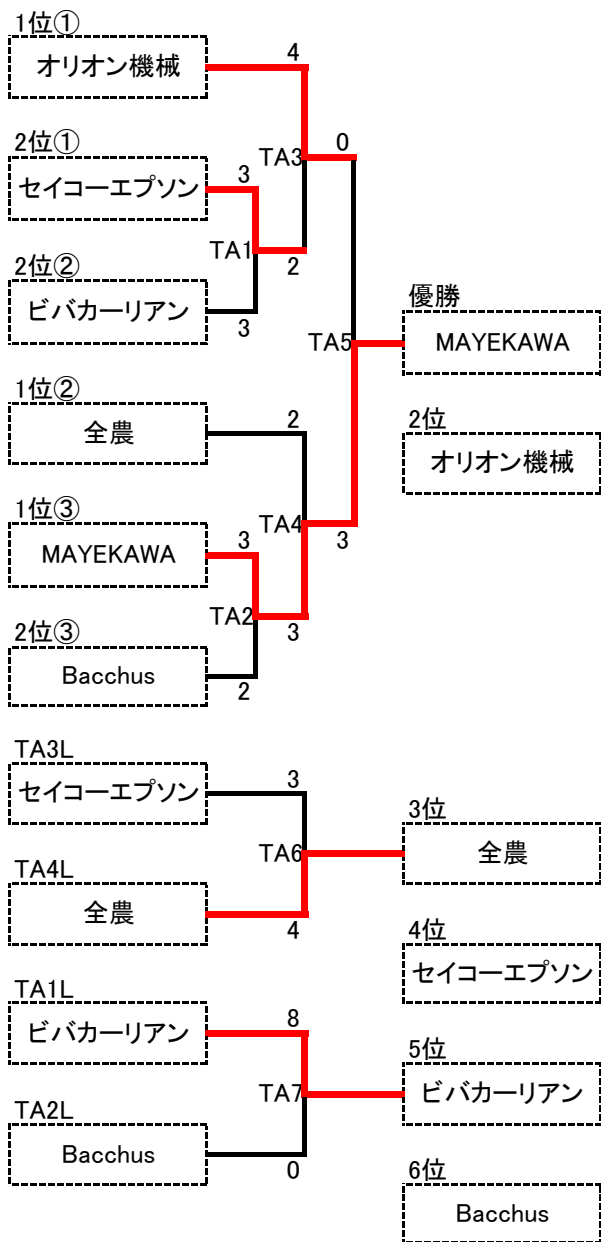 1位①
オリオン機械
4
2位①
セイコーエプソン
3
TA3
0
TA1
2
2位②
ビバカーリアン
3
優勝
MAYEKAWA
TA5
1位②
全農
2
2位
オリオン機械
1位③
MAYEKAWA
3
TA4
3
TA2
3
2位③
Bacchus
2
TA3L
セイコーエプソン
3
3位
全農
TA6
TA4L
全農
4
4位
セイコーエプソン
TA1L
ビバカーリアン
8
5位
ビバカーリアン
TA7
TA2L
Bacchus
0
6位
Bacchus